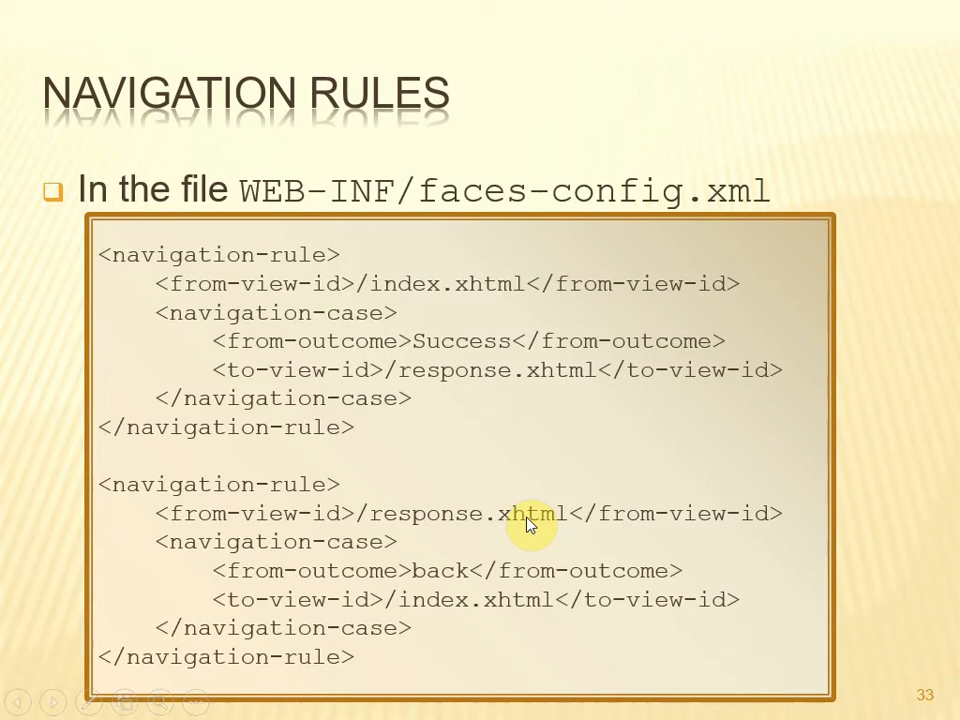 NAVIGATION RULES
In the file WEB-INF/faces-config.xml
<navigation-rule>
<from-view-id>/index.xhtml</from-view-id>
<navigation-case>
<from-outcome>Success</from-outcome>
<to-view-id>/response.xhtml</to-view-id>
</navigation-case>
</navigation-rule>
<navigation-rule>
<from-view-id>/response.xhtml</from-view-id>
<navigation-case>
<from-outcome>back</from-outcome>
<to-view-id>/index.xhtml</to-view-id>
</navigation-case>
</navigation-rule>
33